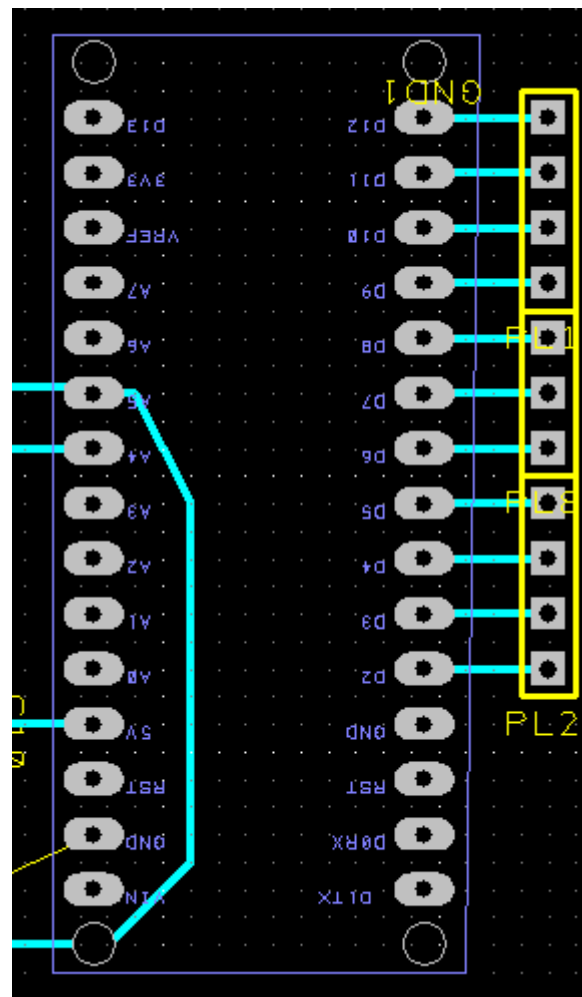 GND1
D13 D12
3V3 D11
VREF D10
A7 D9
A6 D8
PL1
A5 D7
A4 D6
A3 D5
PL8
A2 D4
A1 D3
A0 D2
5V GND
PL2
RST RST
GND D0RX
VIN D1TX